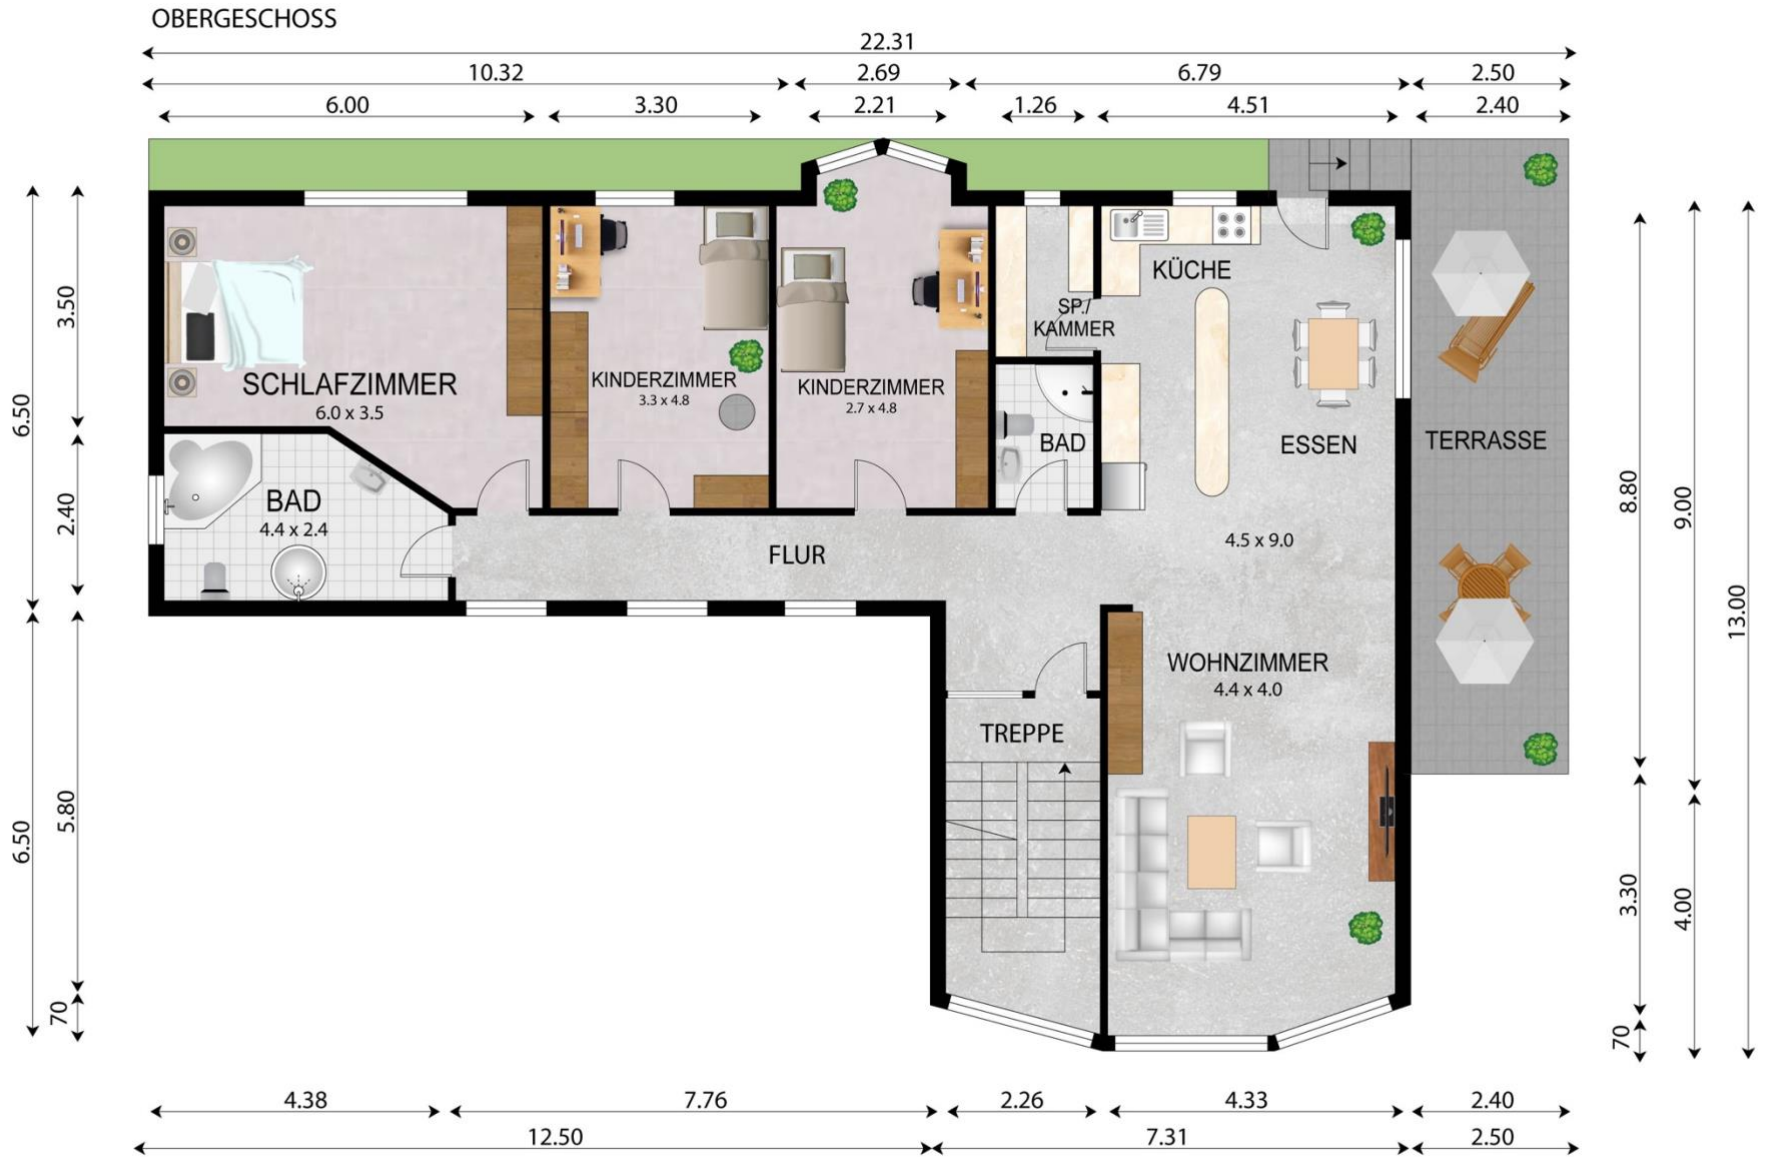 OBERGESCHOSS
22.31
10.32
2.69
6.79
2.50
6.00
3.30
2.21
1.26
4.51
2.40
6.50
3.50
2.40
6.50
5.80
70
SCHLAFZIMMER
6.0 x 3.5
KINDERZIMMER
3.3 x 4.8
KINDERZIMMER
2.7 x 4.8
SP./
KAMMER
KÜCHE
BAD
ESSEN
TERRASSE
BAD
4.4 x 2.4
FLUR
4.5 x 9.0
WOHNZIMMER
4.4 x 4.0
TREPPE
8.80
9.00
13.00
3.30
4.00
70
4.38
7.76
2.26
4.33
2.40
12.50
7.31
2.50